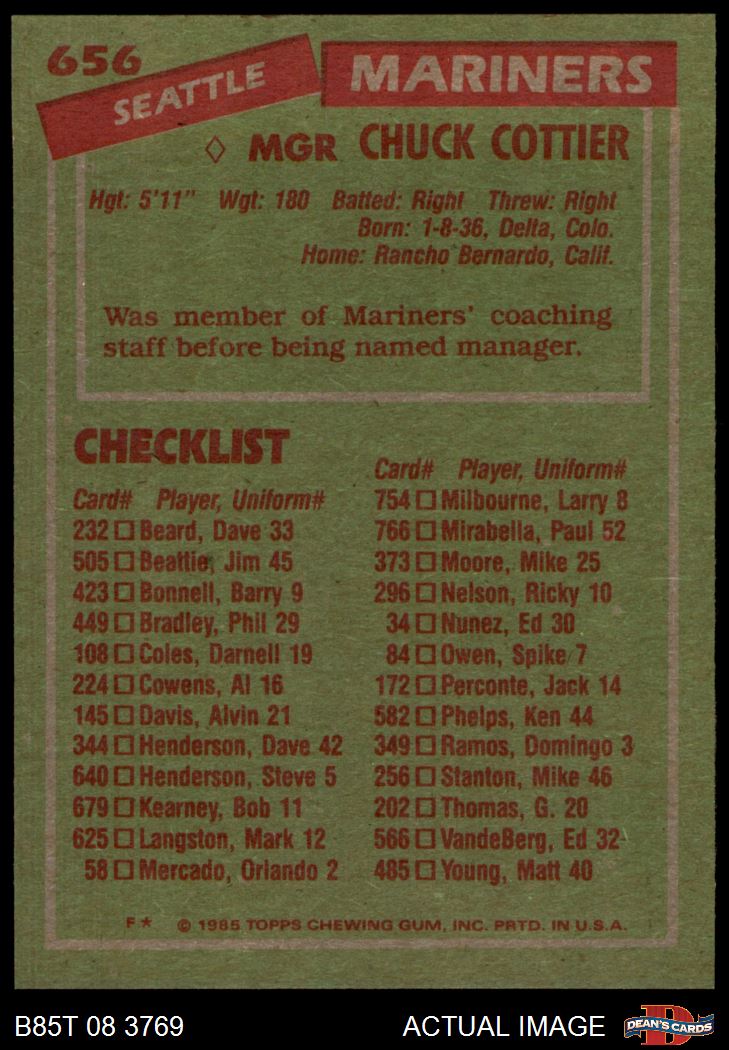 656
SEATTLE MARINERS
◊ MGR CHUCK COTTIER
Hgt: 5'11" Wgt: 180 Batted: Right Threw: Right
Born: 1-8-36, Delta, Colo.
Home: Rancho Bernardo, Calif.
Was member of Mariners' coaching
staff before being named manager.
CHECKLIST
Card# Player, Uniform#
232 □ Beard, Dave 33
505 □ Beattie, Jim 45
423 □ Bonnell, Barry 9
449 □ Bradley, Phil 29
108 □ Coles, Darnell 19
224 □ Cowens, Al 16
145 □ Davis, Alvin 21
344 □ Henderson, Dave 42
640 □ Henderson, Steve 5
679 □ Kearney, Bob 11
625 □ Langston, Mark 12
58 □ Mercado, Orlando 2
Card# Player, Uniform#
754 □ Milbourne, Larry 8
766 □ Mirabella, Paul 52
373 □ Moore, Mike 25
296 □ Nelson, Ricky 10
34 □ Nunez, Ed 30
84 □ Owen, Spike 7
172 □ Perconte, Jack 14
582 □ Phelps, Ken 44
349 □ Ramos, Domingo 3
256 □ Stanton, Mike 46
202 □ Thomas, G. 20
566 □ VandeBerg, Ed 32
485 □ Young, Matt 40
F★ © 1985 TOPPS CHEWING GUM, INC. PRTD. IN U.S.A.
B85T 08 3769 ACTUAL IMAGE
D
DEAN'S CARDS